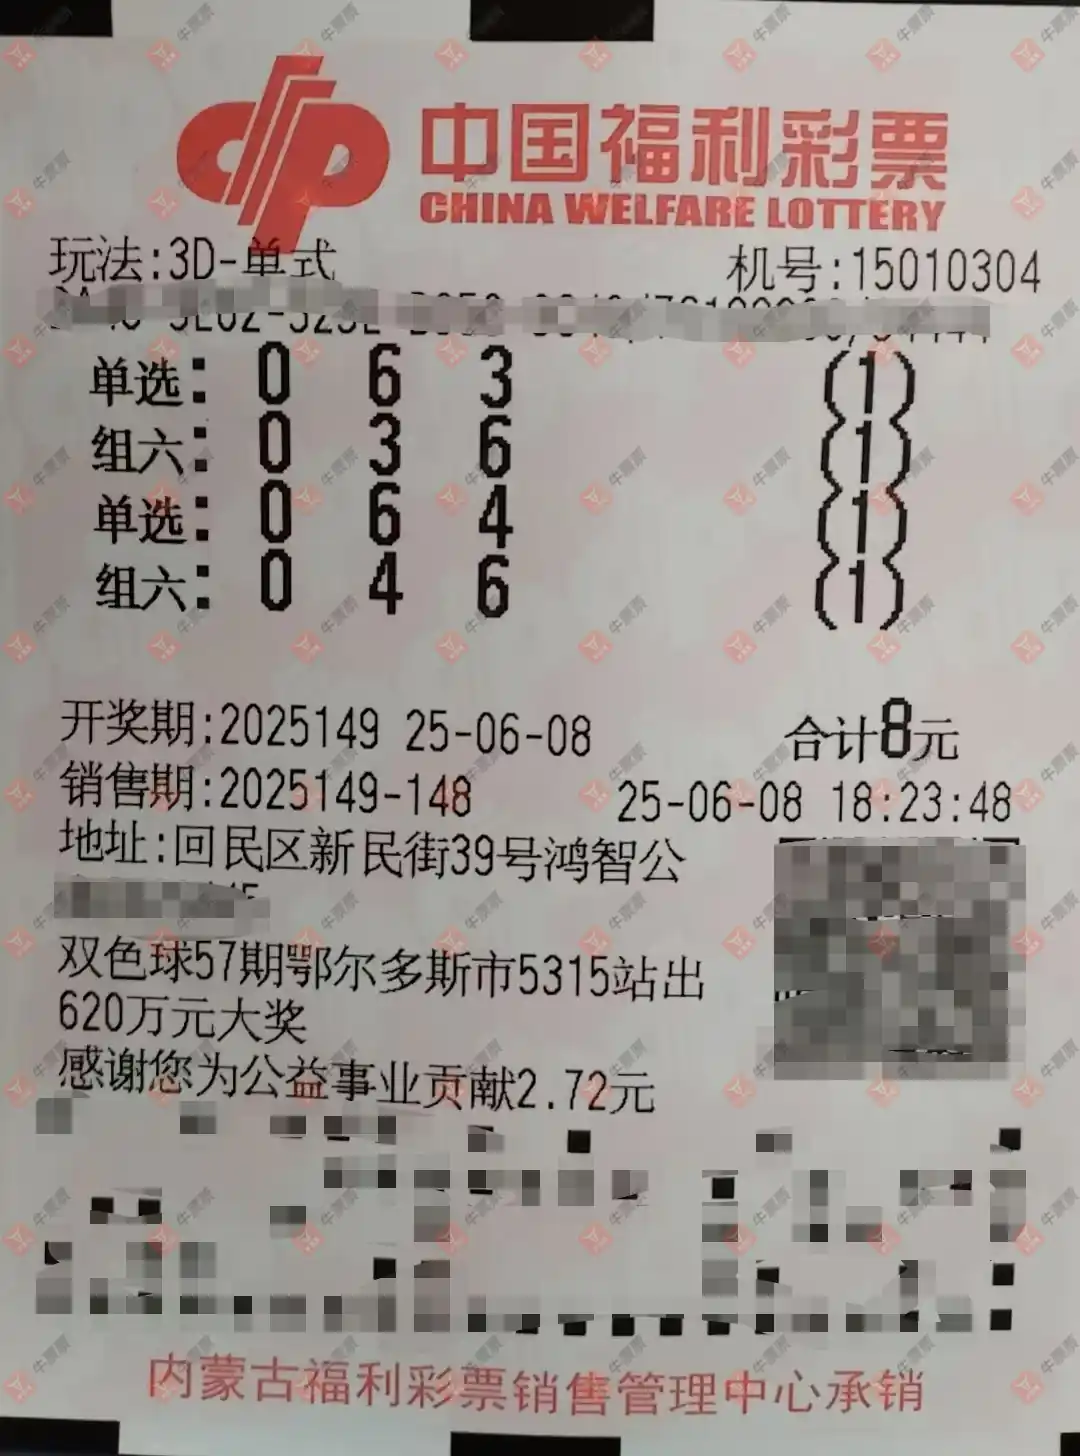 中国福利彩票
CHINA WELFARE LOTTERY
玩法:3D-单式 机号:15010304
单选: 0 6 3 (1)
组六: 0 3 6 (1)
单选: 0 6 4 (1)
组六: 0 4 6 (1)
开奖期:2025149 25-06-08 合计8元
销售期:2025149-148 25-06-08 18:23:48
地址:回民区新民街39号鸿智公
双色球57期鄂尔多斯市5315站出
620万元大奖
感谢您为公益事业贡献2.72元
内蒙古福利彩票销售管理中心承销
牛票票